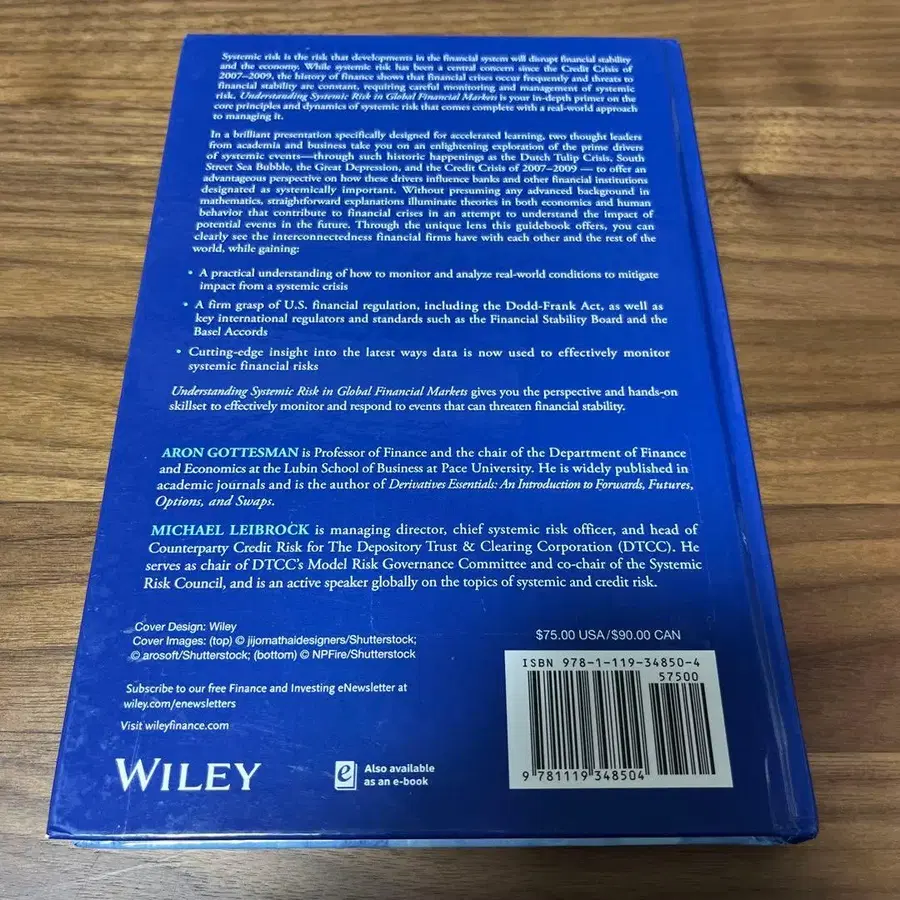 Systemic risk is the risk that developments in the financial system will disrupt financial stability
and the economy. While systemic risk has been a central concern since the Credit Crisis of
2007–2009, the history of finance shows that financial crises occur frequently and threats to
financial stability are constant, requiring careful monitoring and management of systemic
risk. Understanding Systemic Risk in Global Financial Markets is your in-depth primer on the
core principles and dynamics of systemic risk that comes complete with a real-world approach
to managing it.
In a brilliant presentation specifically designed for accelerated learning, two thought leaders
from academia and business take you on an enlightening exploration of the prime drivers
of systemic events—through such historic happenings as the Dutch Tulip Crisis, South
Street Sea Bubble, the Great Depression, and the Credit Crisis of 2007–2009 — to offer an
advantageous perspective on how these drivers influence banks and other financial institutions
designated as systemically important. Without presuming any advanced background in
mathematics, straightforward explanations illuminate theories in both economics and human
behavior that contribute to financial crises in an attempt to understand the impact of
potential events in the future. Through the unique lens this guidebook offers, you can
clearly see the interconnectedness financial firms have with each other and the rest of the
world, while gaining:
• A practical understanding of how to monitor and analyze real-world conditions to mitigate
impact from a systemic crisis
• A firm grasp of U.S. financial regulation, including the Dodd-Frank Act, as well as
key international regulators and standards such as the Financial Stability Board and the
Basel Accords
• Cutting-edge insight into the latest ways data is now used to effectively monitor
systemic financial risks
Understanding Systemic Risk in Global Financial Markets gives you the perspective and hands-on
skillset to effectively monitor and respond to events that can threaten financial stability.
ARON GOTTESMAN is Professor of Finance and the chair of the Department of Finance
and Economics at the Lubin School of Business at Pace University. He is widely published in
academic journals and is the author of Derivatives Essentials: An Introduction to Forwards, Futures,
Options, and Swaps.
MICHAEL LEIBROCK is managing director, chief systemic risk officer, and head of
Counterparty Credit Risk for The Depository Trust & Clearing Corporation (DTCC). He
serves as chair of DTCC's Model Risk Governance Committee and co-chair of the Systemic
Risk Council, and is an active speaker globally on the topics of systemic and credit risk.
Cover Design: Wiley
Cover Images: (top) © jijomathaidesigners/Shutterstock;
© arosoft/Shutterstock; (bottom) © NPFire/Shutterstock
Subscribe to our free Finance and Investing eNewsletter at
wiley.com/enewsletters
Visit wileyfinance.com
WILEY
e
Also available
as an e-book
$75.00 USA/$90.00 CAN
ISBN 978-1-119-34850-4
57500
9 781119 348504